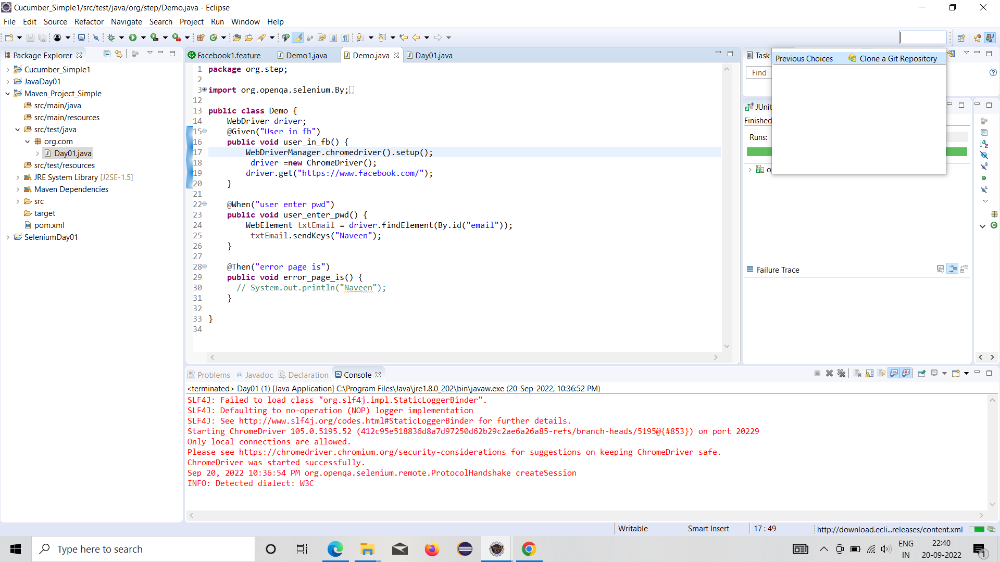 Cucumber_Simple1/src/test/java/org/step/Demo.java - Eclipse
File Edit Source Refactor Navigate Search Project Run Window Help
Package Explorer
Cucumber_Simple1
JavaDay01
Maven_Project_Simple
src/main/java
src/main/resources
src/test/java
org.com
Day01.java
src/test/resources
JRE System Library [J2SE-1.5]
Maven Dependencies
src
target
pom.xml
SeleniumDay01
Facebook1.feature Demo1.java Demo.java Day01.java
1 package org.step;
2
3 import org.openqa.selenium.By;
12
13 public class Demo {
14 WebDriver driver;
15 @Given("User in fb")
16 public void user_in_fb() {
17 WebDriverManager.chromedriver().setup();
18 driver =new ChromeDriver();
19 driver.get("https://www.facebook.com/");
20 }
21
22 @When("user enter pwd")
23 public void user_enter_pwd() {
24 WebElement txtEmail = driver.findElement(By.id("email"));
25 txtEmail.sendKeys("Naveen");
26 }
27
28 @Then("error page is")
29 public void error_page_is() {
30 // System.out.println("Naveen");
31 }
32
33 }
34
Task
Find
Previous Choices Clone a Git Repository
JUnit
Finished
Runs:
o
Failure Trace
Problems @ Javadoc Declaration Console
<terminated> Day01 (1) [Java Application] C:\Program Files\Java\jre1.8.0_202\bin\javaw.exe (20-Sep-2022, 10:36:52 PM)
SLF4J: Failed to load class "org.slf4j.impl.StaticLoggerBinder".
SLF4J: Defaulting to no-operation (NOP) logger implementation
SLF4J: See http://www.slf4j.org/codes.html#StaticLoggerBinder for further details.
Starting ChromeDriver 105.0.5195.52 (412c95e518836d8a7d97250d62b29c2ae6a26a85-refs/branch-heads/5195@{#853}) on port 20229
Only local connections are allowed.
Please see https://chromedriver.chromium.org/security-considerations for suggestions on keeping ChromeDriver safe.
ChromeDriver was started successfully.
Sep 20, 2022 10:36:54 PM org.openqa.selenium.remote.ProtocolHandshake createSession
INFO: Detected dialect: W3C
Writable Smart Insert 17 : 49 http://download.ecli...releases/content.xml
Type here to search
ENG
IN
22:40
20-09-2022
1